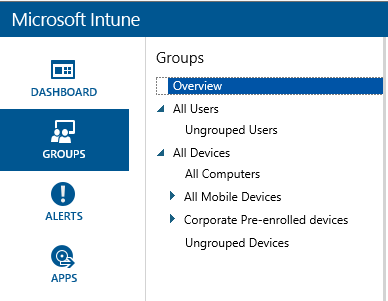 Microsoft Intune
DASHBOARD
GROUPS
ALERTS
APPS
Groups
Overview
All Users
Ungrouped Users
All Devices
All Computers
All Mobile Devices
Corporate Pre-enrolled devices
Ungrouped Devices